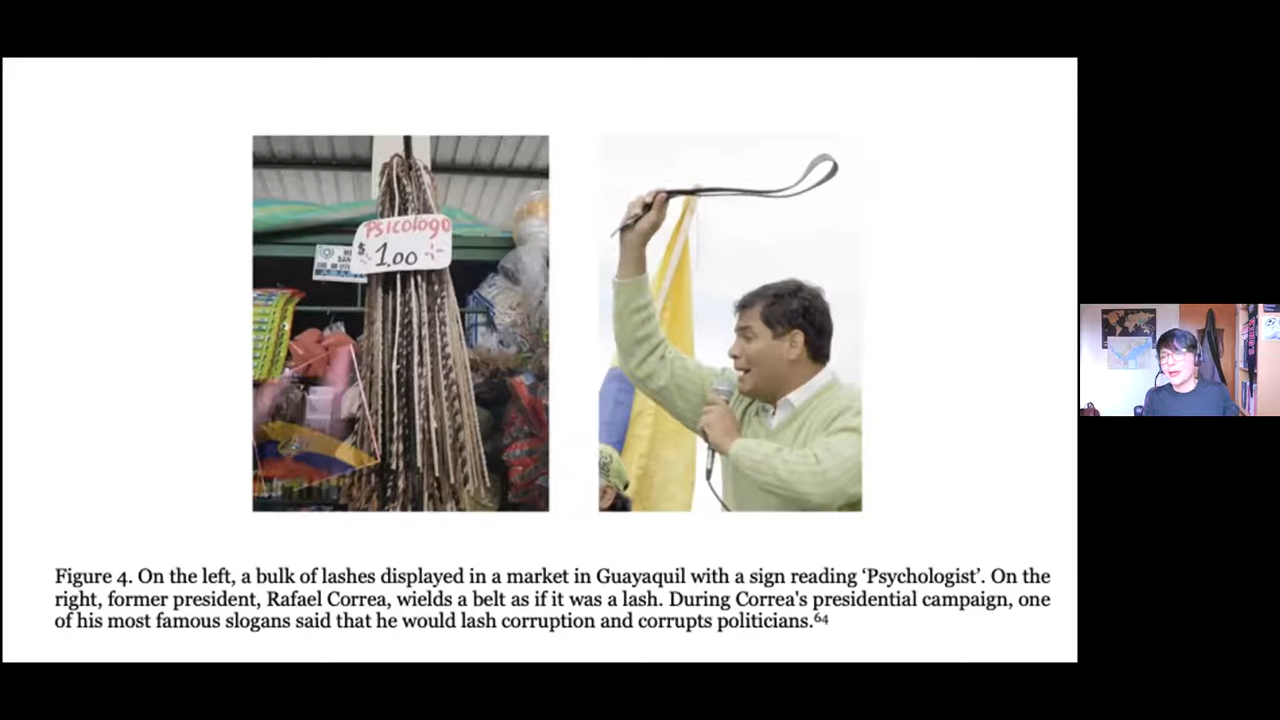 Psicologo
$ 1,00
Figure 4. On the left, a bulk of lashes displayed in a market in Guayaquil with a sign reading ‘Psychologist’. On the
right, former president, Rafael Correa, wields a belt as if it was a lash. During Correa's presidential campaign, one
of his most famous slogans said that he would lash corruption and corrupts politicians.⁶⁴